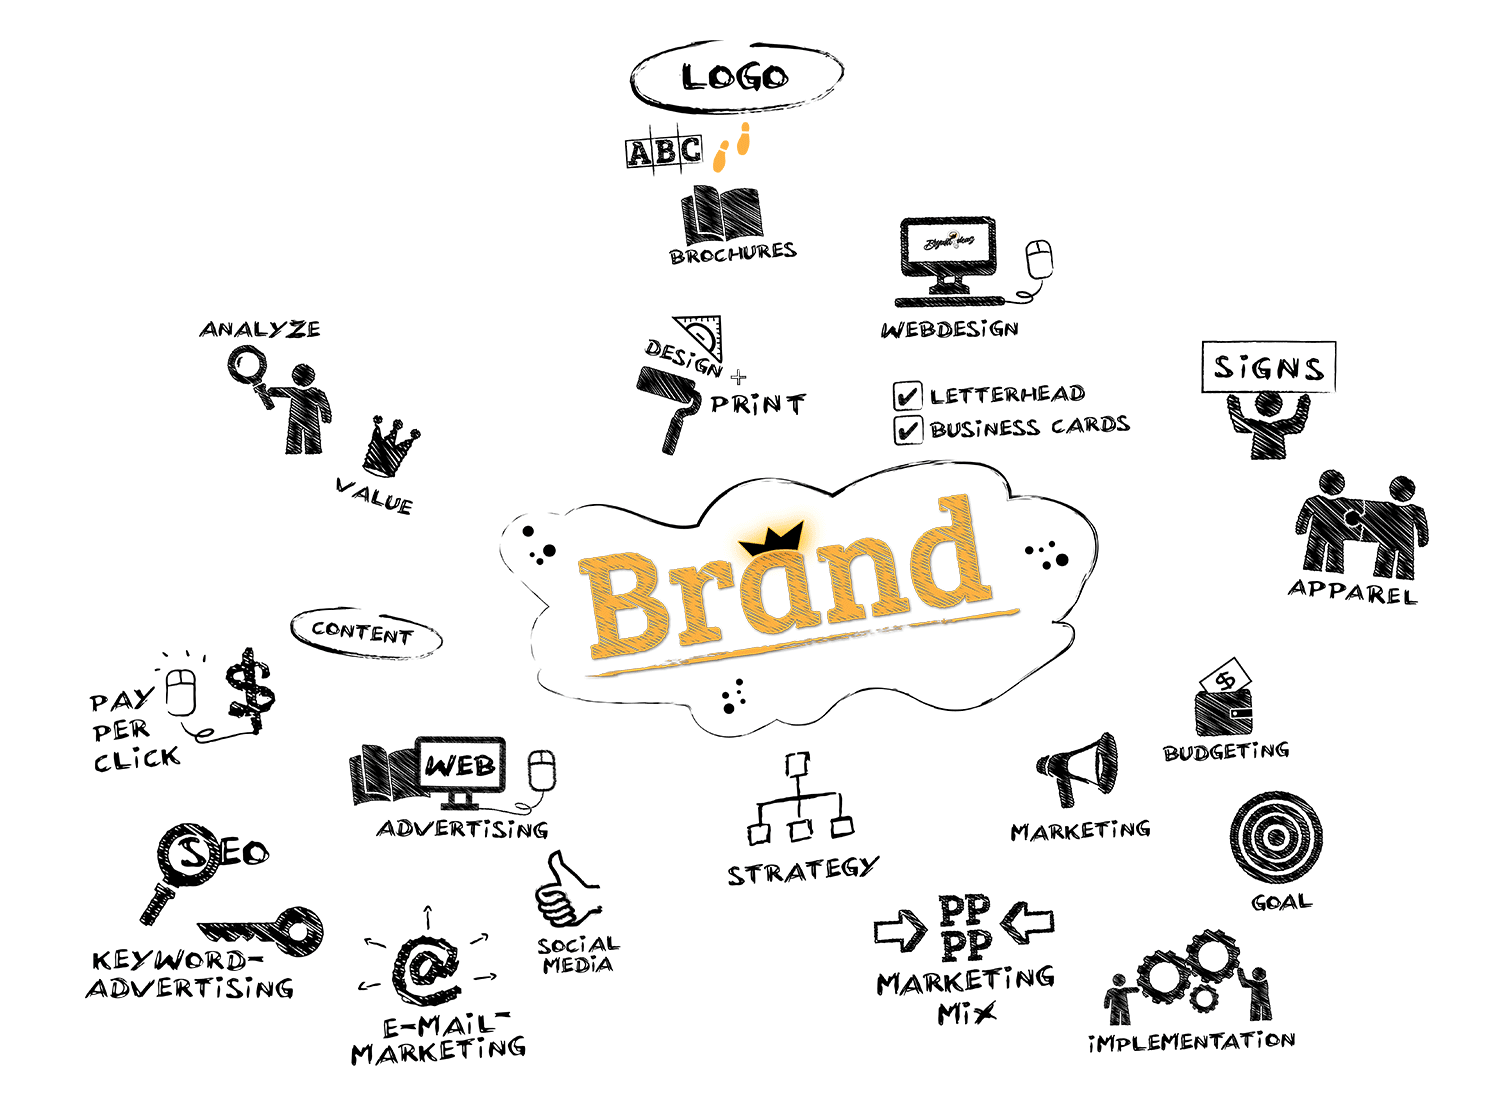 LOGO
ABC
BROCHURES
WEBDESiGN
ANALYZE
VALUE
DESiGN
+
PRiNT
LETTERHEAD
BUSiNESS CARDS
SiGNS
APPAREL
Brand
CONTENT
PAY
PER
CLiCK
$
WEB
ADVERTiSiNG
SEO
KEYWORD-
ADVERTiSiNG
@
E-MAiL-
MARKETiNG
SOCiAL
MEDiA
STRATEGY
MARKETiNG
$
BUDGETiNG
GOAL
PP
PP
MARKETiNG
MiX
iMPLEMENTATiON